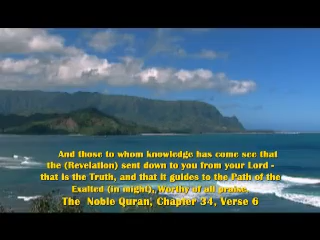 And those to whom knowledge has come see that
the (Revelation) sent down to you from your Lord -
that is the Truth, and that it guides to the Path of the
Exalted (in might), Worthy of all praise.
The Noble Quran, Chapter 34, Verse 6